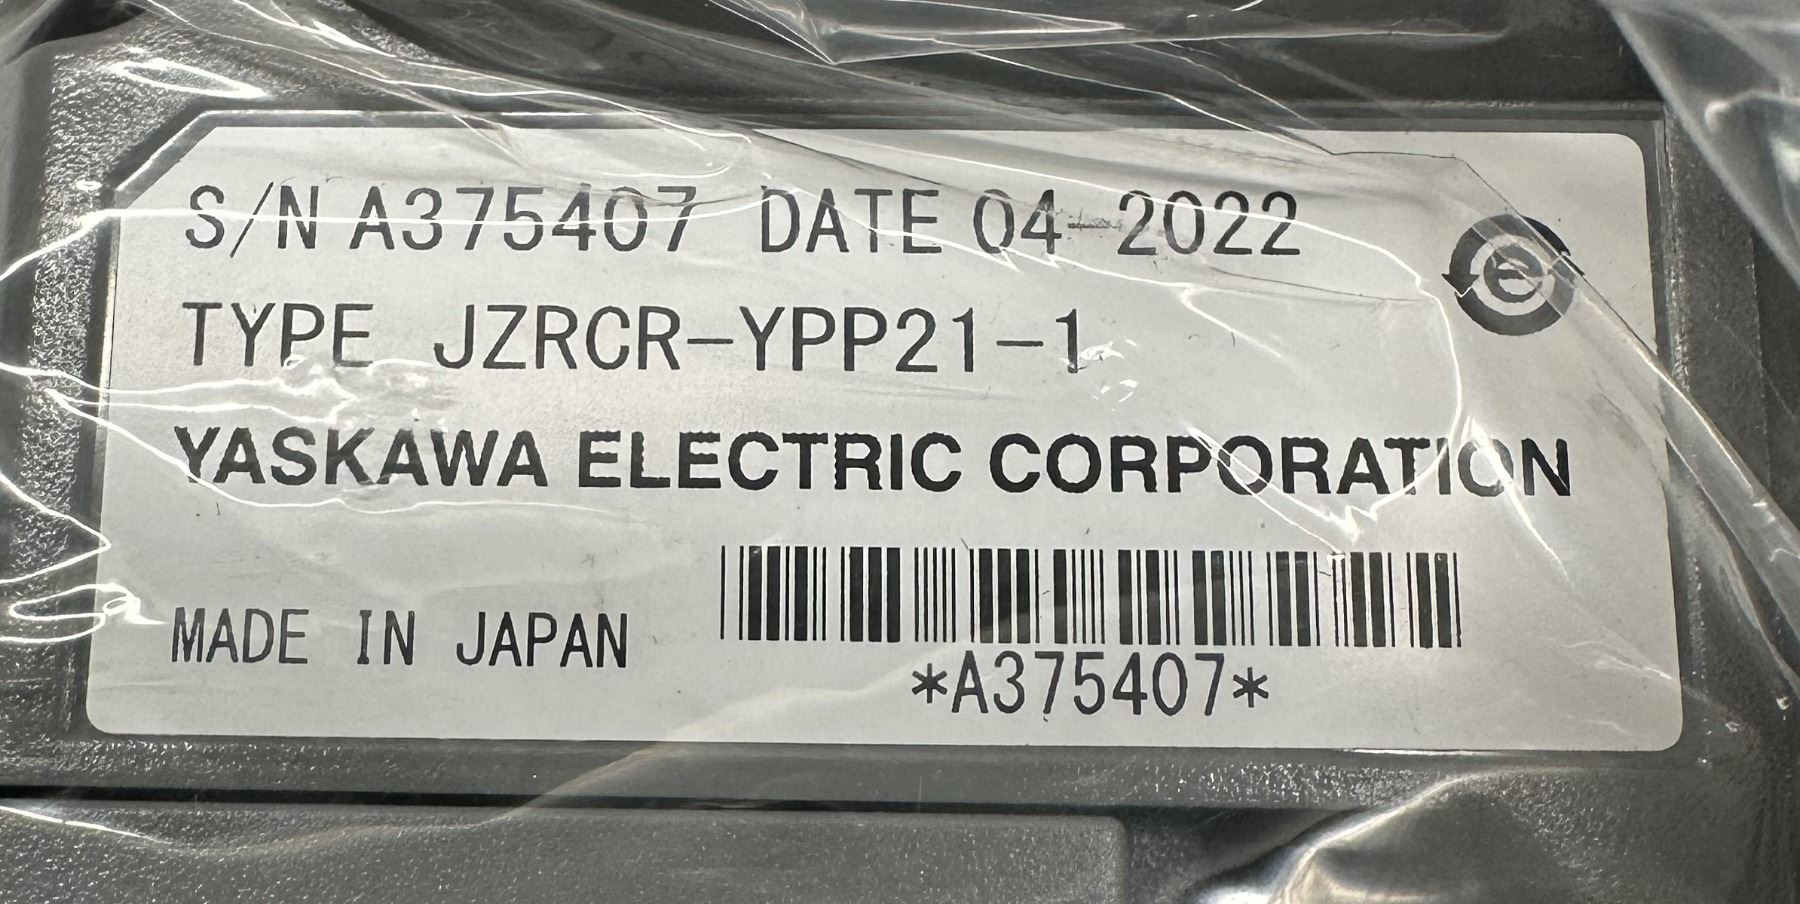 S/N A375407 DATE 04-2022
TYPE JZRCR-YPP21-1
e
YASKAWA ELECTRIC CORPORATION
MADE IN JAPAN
*A375407*